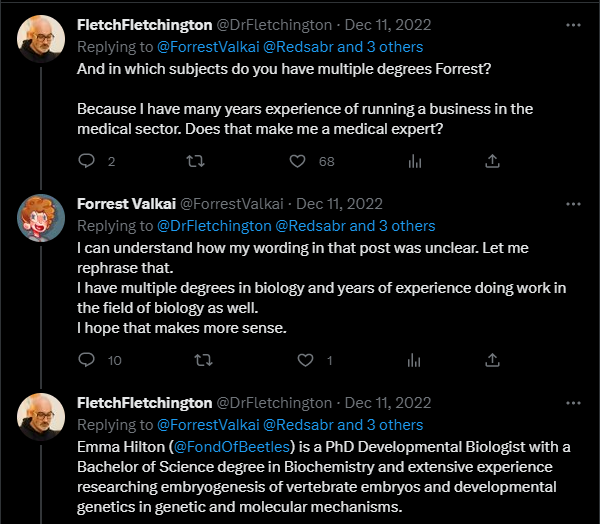 FletchFletchington @DrFletchington · Dec 11, 2022
Replying to @ForrestValkai @Redsabr and 3 others
And in which subjects do you have multiple degrees Forrest?
Because I have many years experience of running a business in the
medical sector. Does that make me a medical expert?
2 68
Forrest Valkai @ForrestValkai · Dec 11, 2022
Replying to @DrFletchington @Redsabr and 3 others
I can understand how my wording in that post was unclear. Let me
rephrase that.
I have multiple degrees in biology and years of experience doing work in
the field of biology as well.
I hope that makes more sense.
10 1
FletchFletchington @DrFletchington · Dec 11, 2022
Replying to @ForrestValkai @Redsabr and 3 others
Emma Hilton (@FondOfBeetles) is a PhD Developmental Biologist with a
Bachelor of Science degree in Biochemistry and extensive experience
researching embryogenesis of vertebrate embryos and developmental
genetics in genetic and molecular mechanisms.